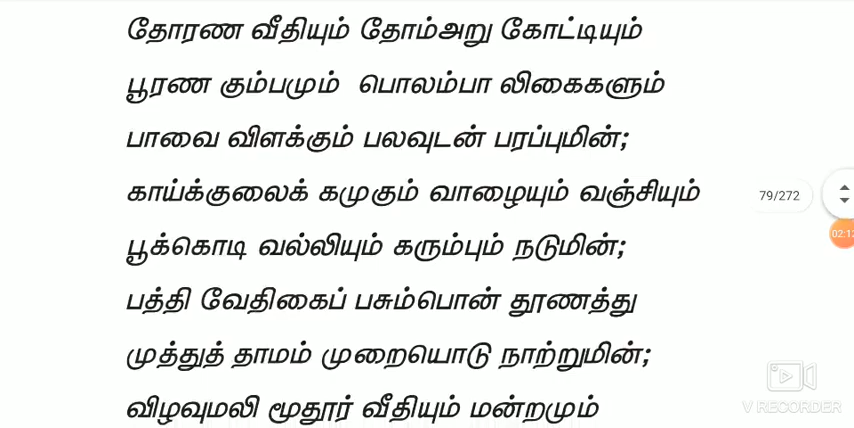 தோரண வீதியும் தோம்அறு கோட்டியும்
பூரண கும்பமும் பொலம்பா லிகைகளும்
பாவை விளக்கும் பலவுடன் பரப்புமின்;
காய்க்குலைக் கமுகும் வாழையும் வஞ்சியும்
79/272
பூக்கொடி வல்லியும் கரும்பும் நடுமின்;
பத்தி வேதிகைப் பசும்பொன் தூணத்து
முத்துத் தாமம் முறையொடு நாற்றுமின்;
விழவுமலி மூதூர் வீதியும் மன்றமும்
V RECORDER